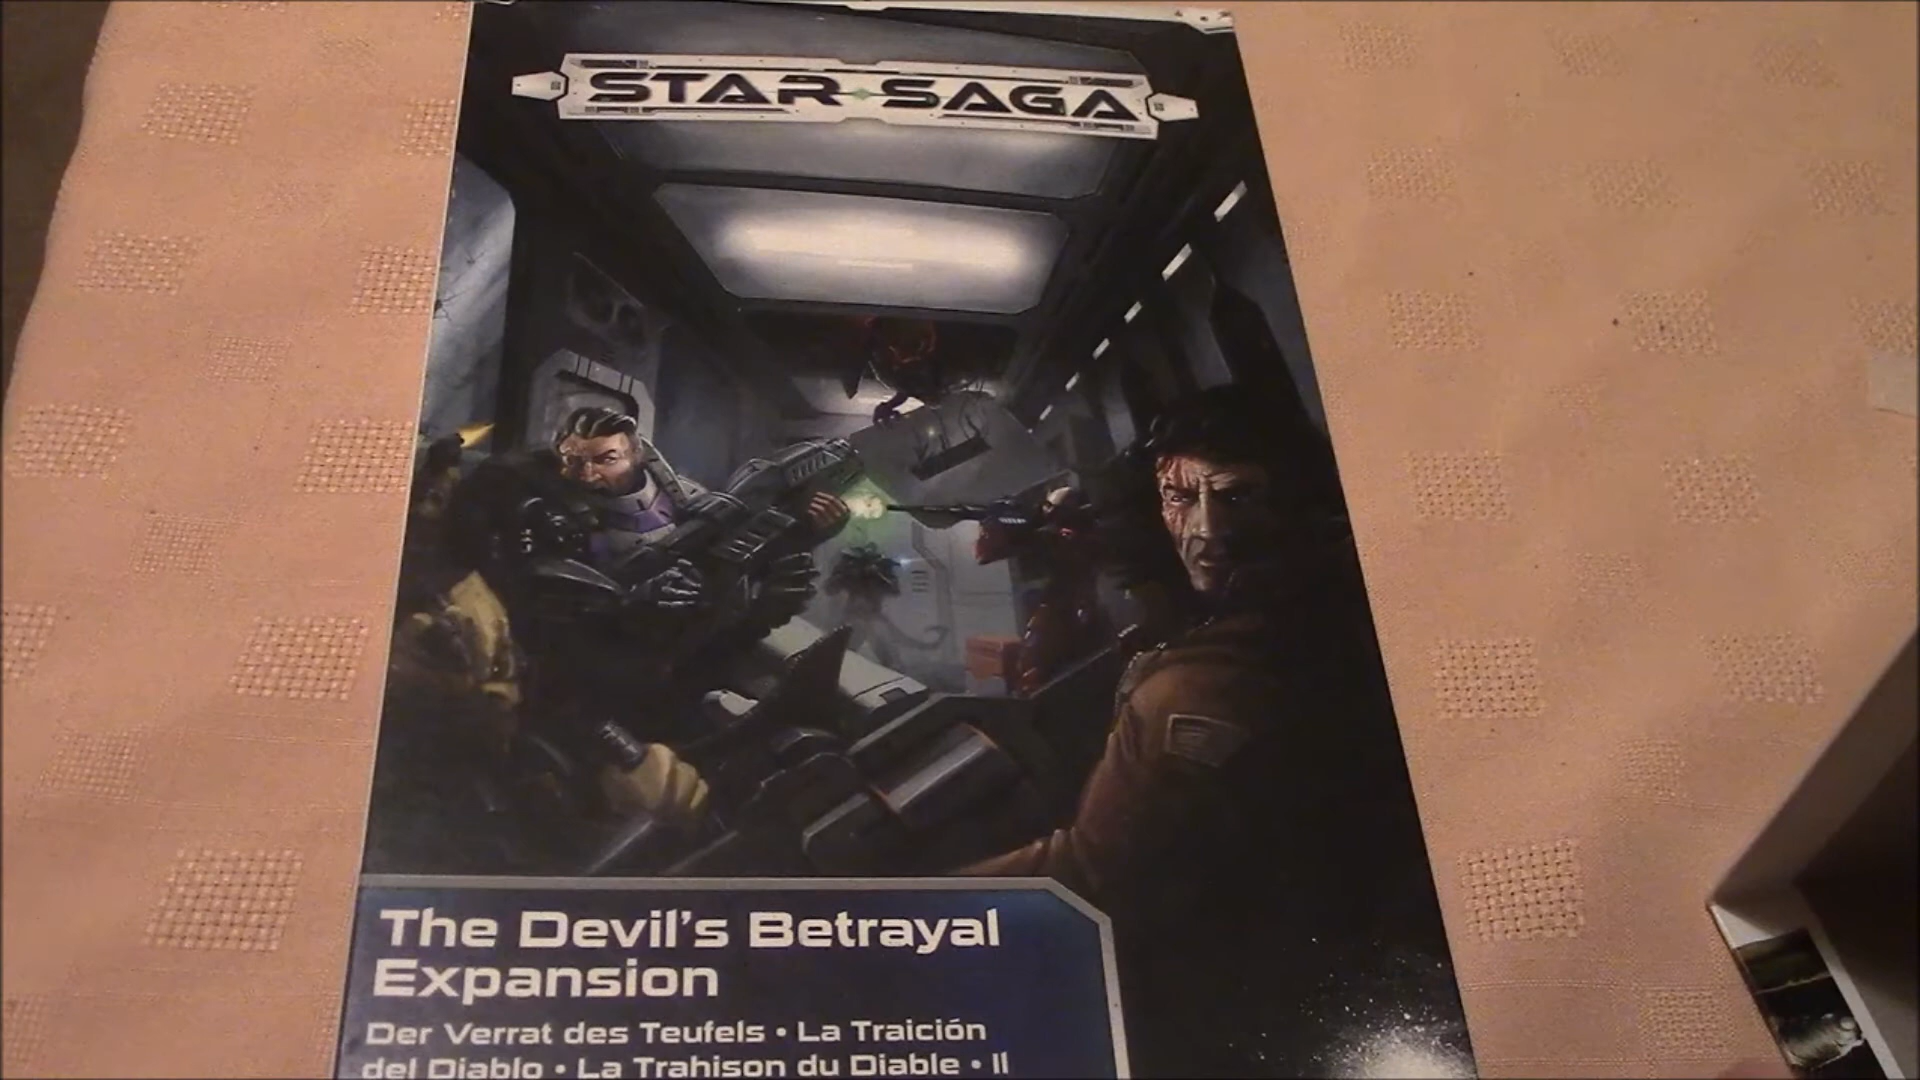 STAR SAGA
The Devil's Betrayal
Expansion
Der Verrat des Teufels • La Traición
del Diablo • La Trahison du Diable • Il